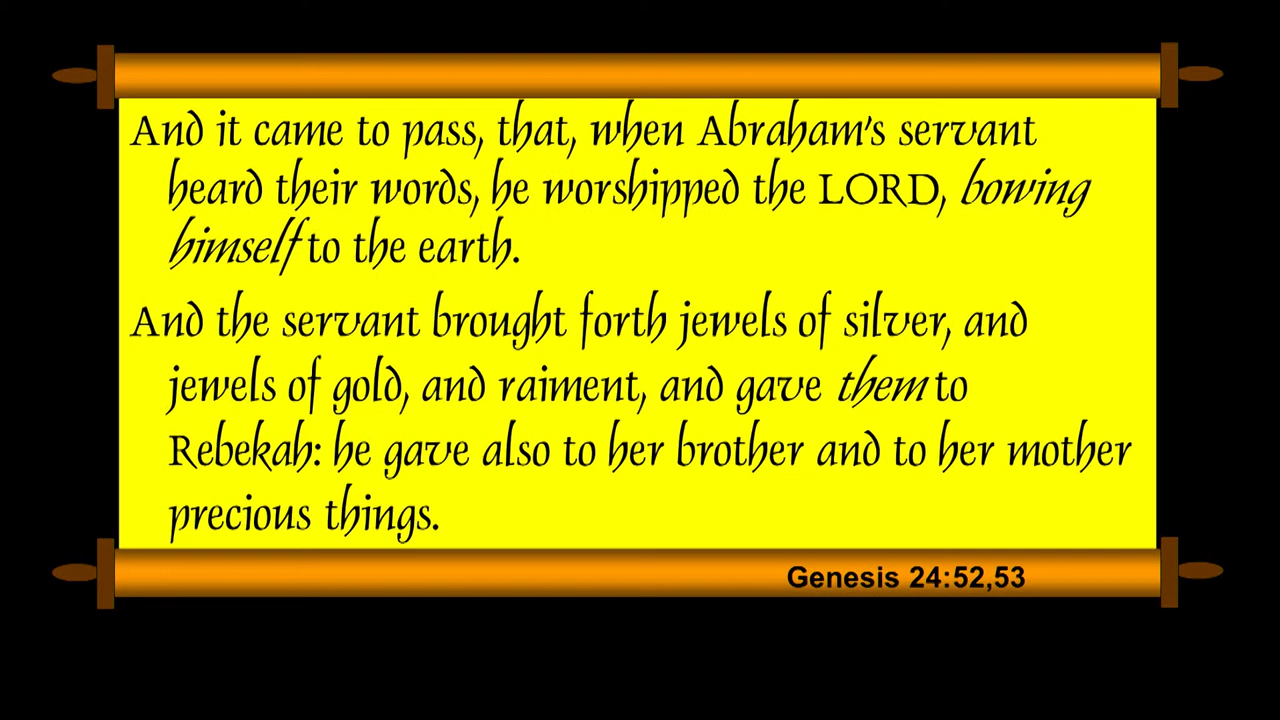 And it came to pass, that, when Abraham's servant
heard their words, he worshipped the LORD, bowing
himself to the earth.
And the servant brought forth jewels of silver, and
jewels of gold, and raiment, and gave them to
Rebekah: he gave also to her brother and to her mother
precious things.
Genesis 24:52,53